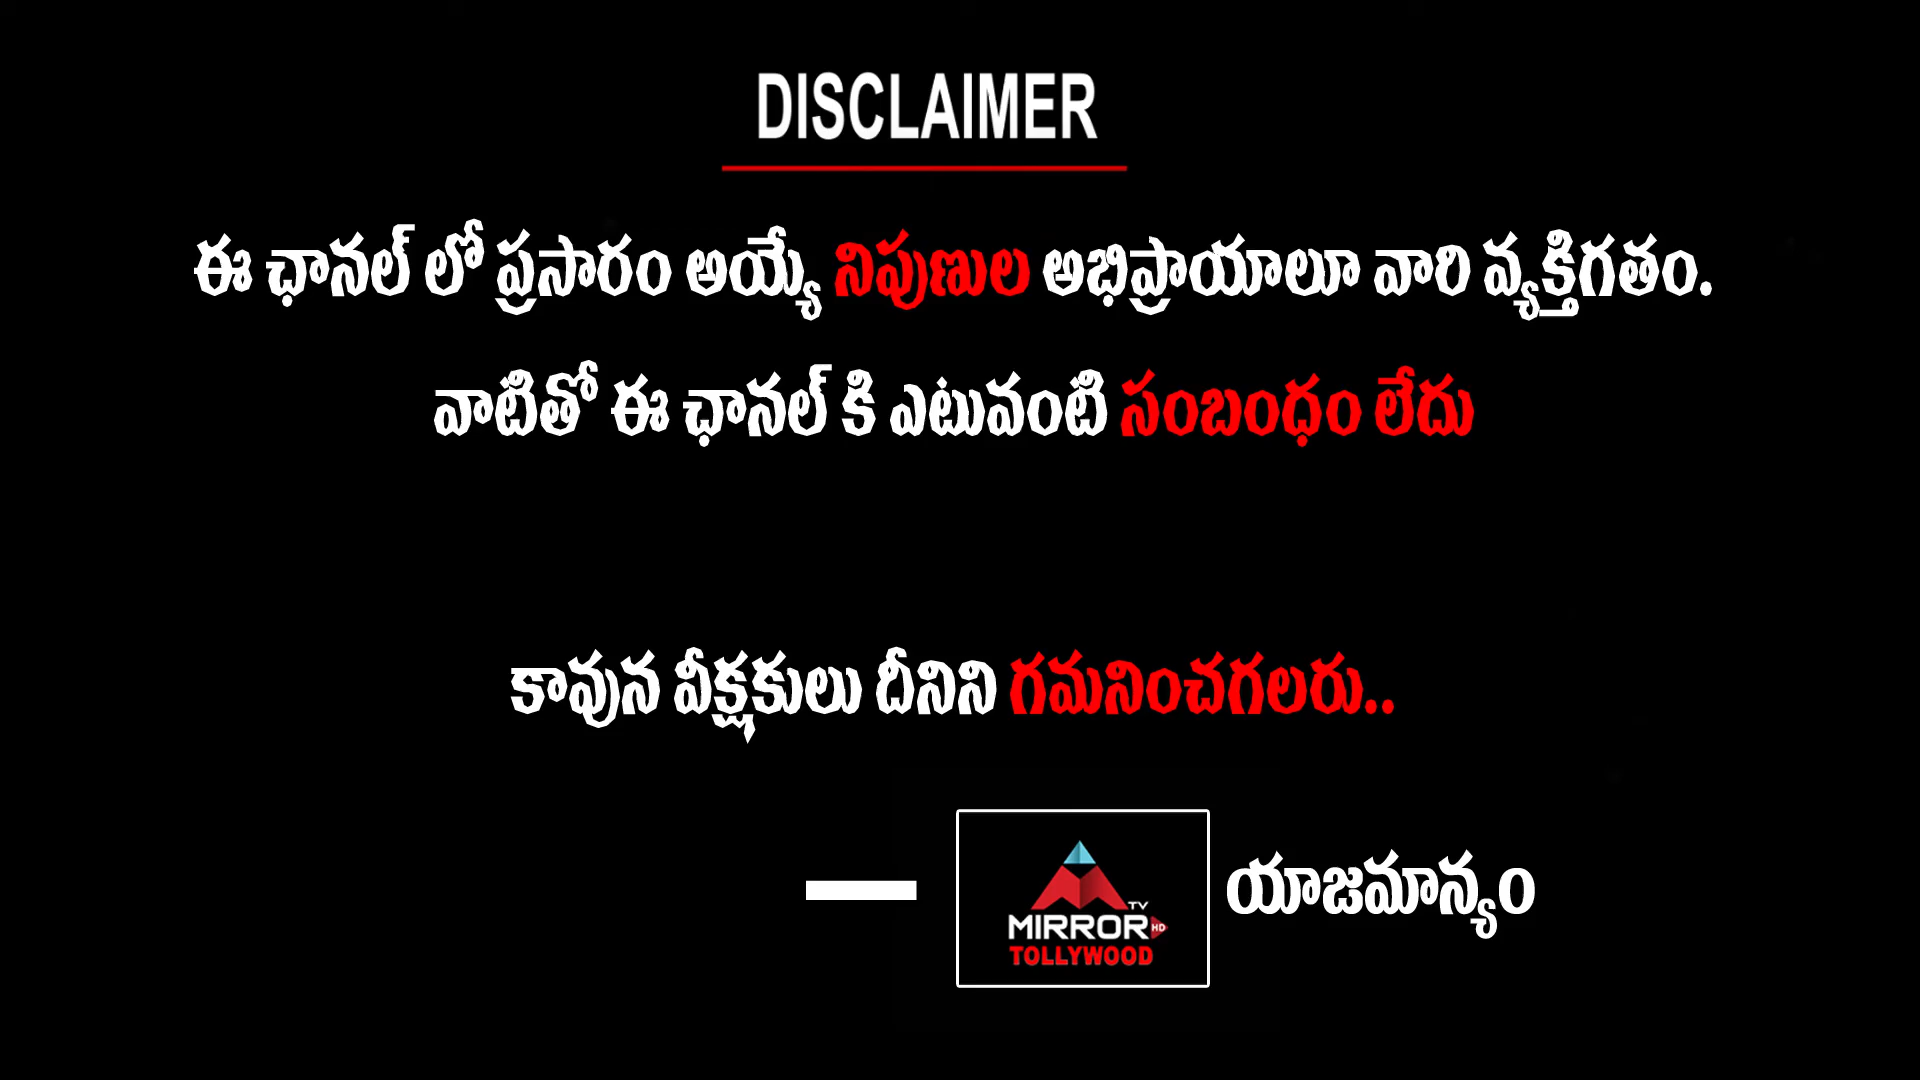 DISCLAIMER
ఈ ఛానల్ లో ప్రసారం అయ్యే నిపుణుల అభిప్రాయాలూ వారి వ్యక్తిగతం.
వాటితో ఈ ఛానల్ కి ఎటువంటి సంబంధం లేదు
కావున వీక్షకులు దీనిని గమనించగలరు..
— యాజమాన్యం
TV
MIRROR HD
TOLLYWOOD